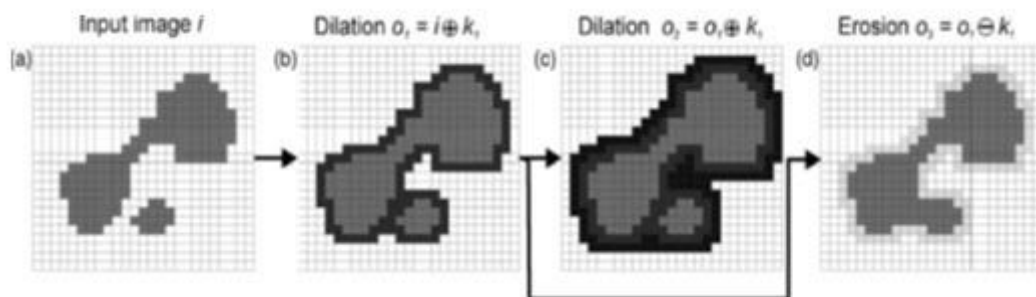 Input image i
Dilation o₁ = i ⊕ k₁
Dilation o₂ = o₁ ⊕ k₁
Erosion o₃ = o₁ ⊖ k₁
(a)
(b)
(c)
(d)